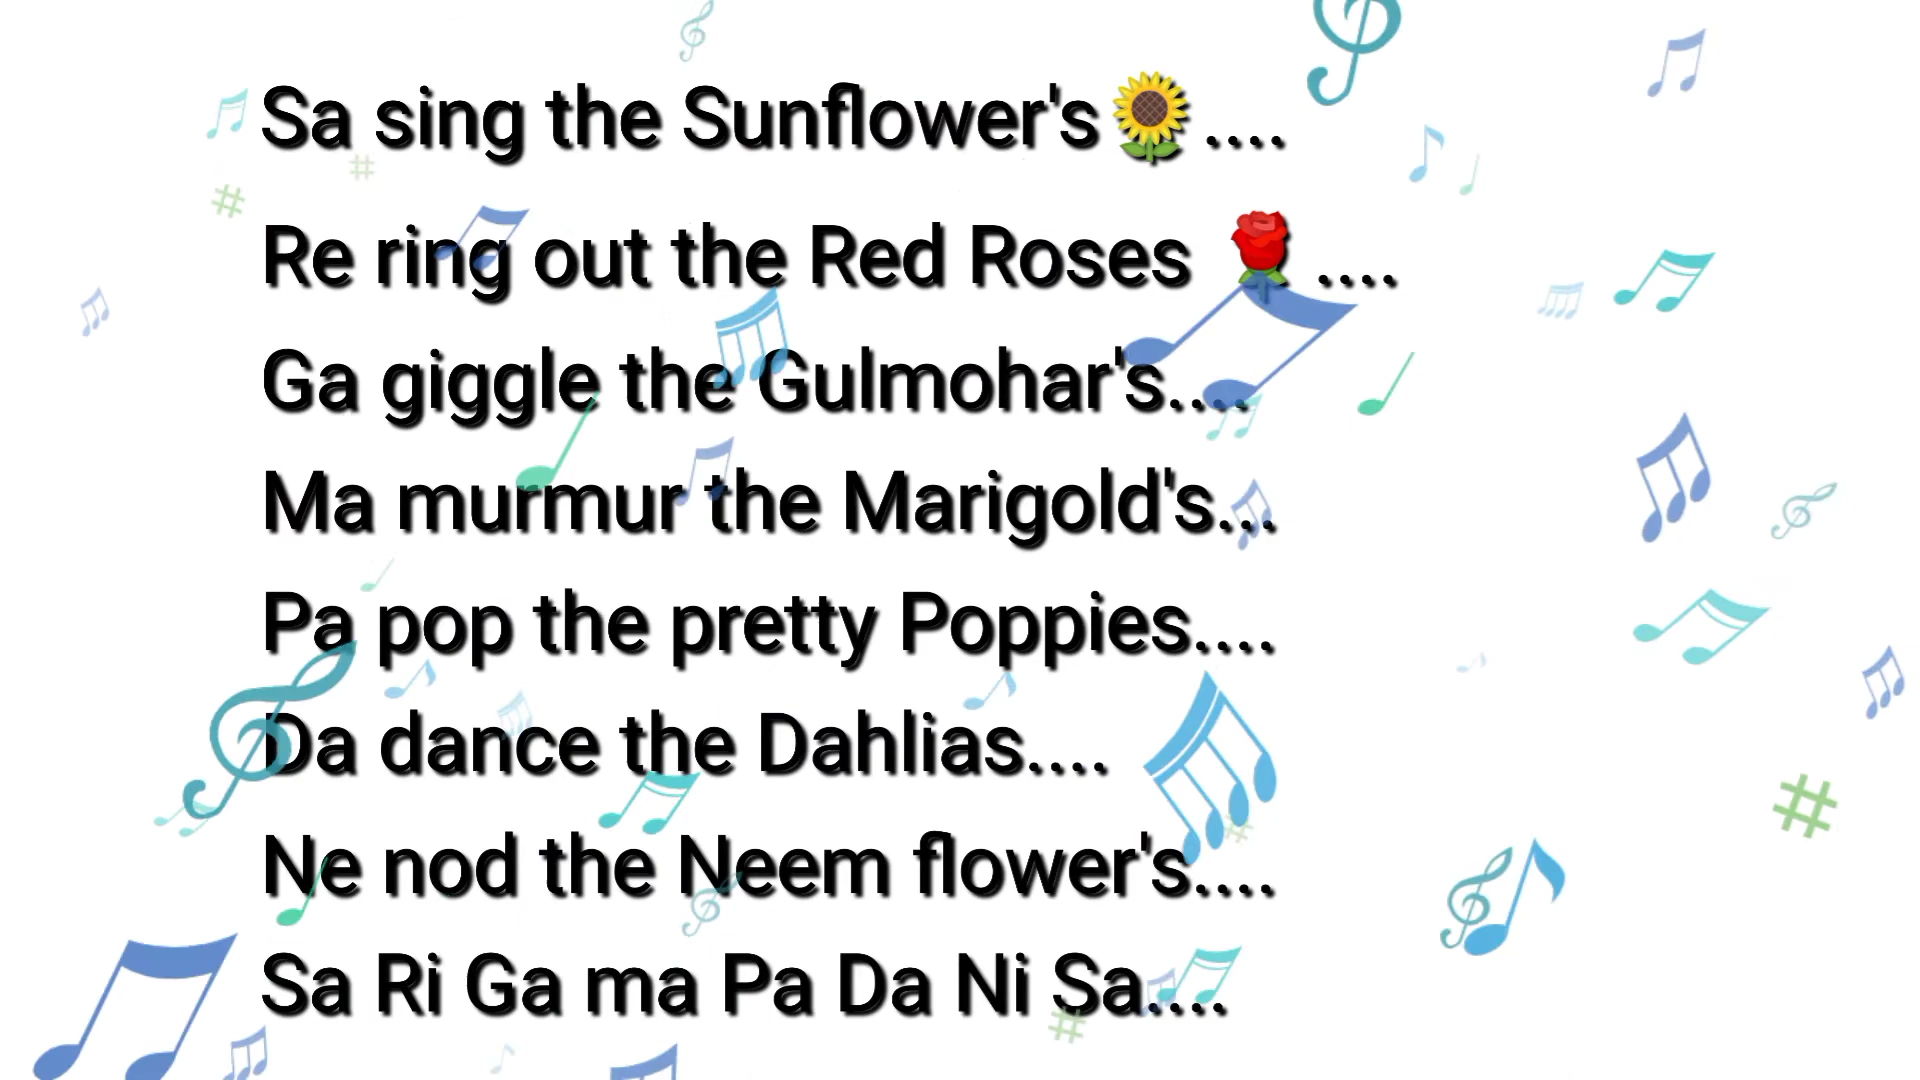 Sa sing the Sunflower's🌻....
Re ring out the Red Roses 🌹....
Ga giggle the Gulmohar's....
Ma murmur the Marigold's...
Pa pop the pretty Poppies....
Da dance the Dahlias....
Ne nod the Neem flower's....
Sa Ri Ga ma Pa Da Ni Sa....